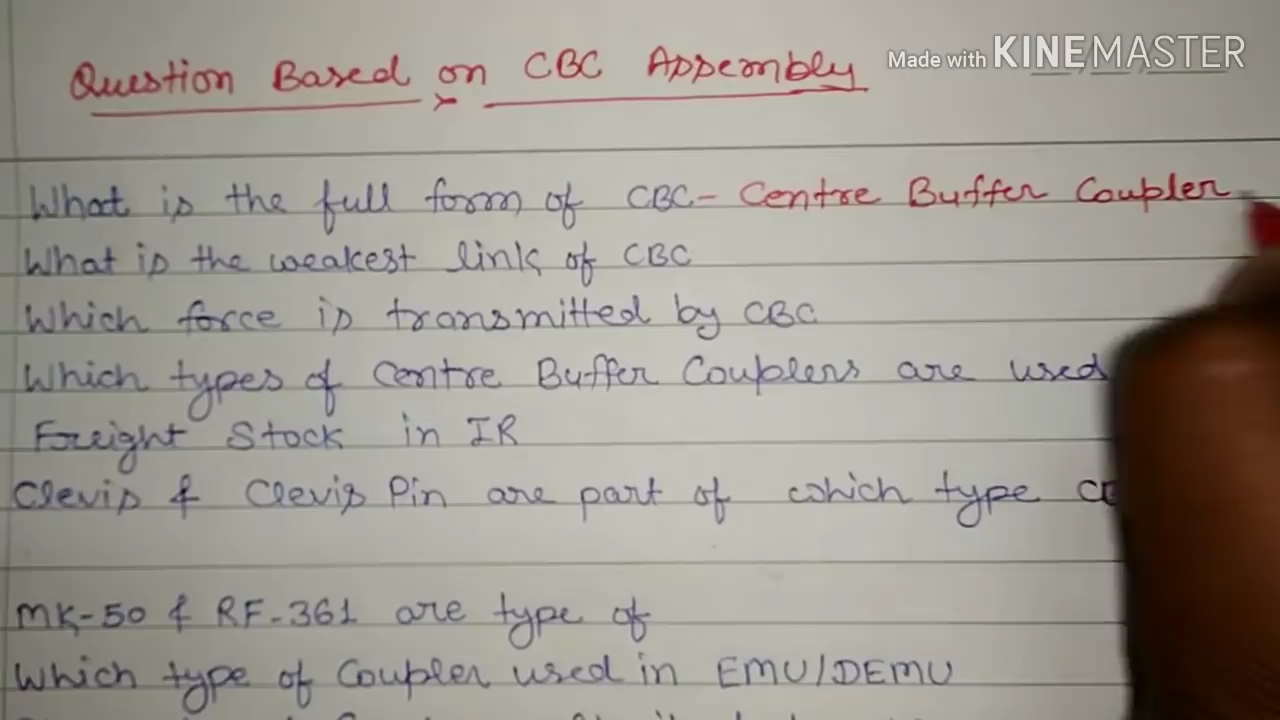 Made with KINEMASTER
Question Based on CBC Assembly
What is the full form of CBC - Centre Buffer Coupler
What is the weakest link of CBC
Which force is transmitted by CBC
Which types of Centre Buffer Couplers are used
Freight Stock in IR
Clevis & Clevis Pin are part of which type
MK-50 & RF-361 are type of
Which type of Coupler used in EMU/DEMU